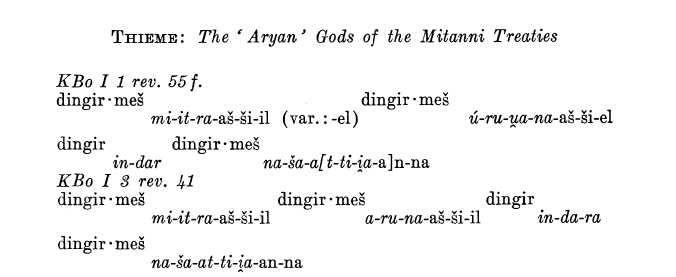 THIEME: The 'Aryan' Gods of the Mitanni Treaties
KBo I 1 rev. 55 f.
dingir·meš dingir·meš
mi-it-ra-aš-ši-il (var.: -el) ú-ru-u̯a-na-aš-ši-el
dingir dingir·meš
in-dar na-ša-a[t-ti-i̯a-a]n-na
KBo I 3 rev. 41
dingir·meš dingir·meš dingir
mi-it-ra-aš-ši-il a-ru-na-aš-ši-il in-da-ra
dingir·meš
na-ša-at-ti-i̯a-an-na